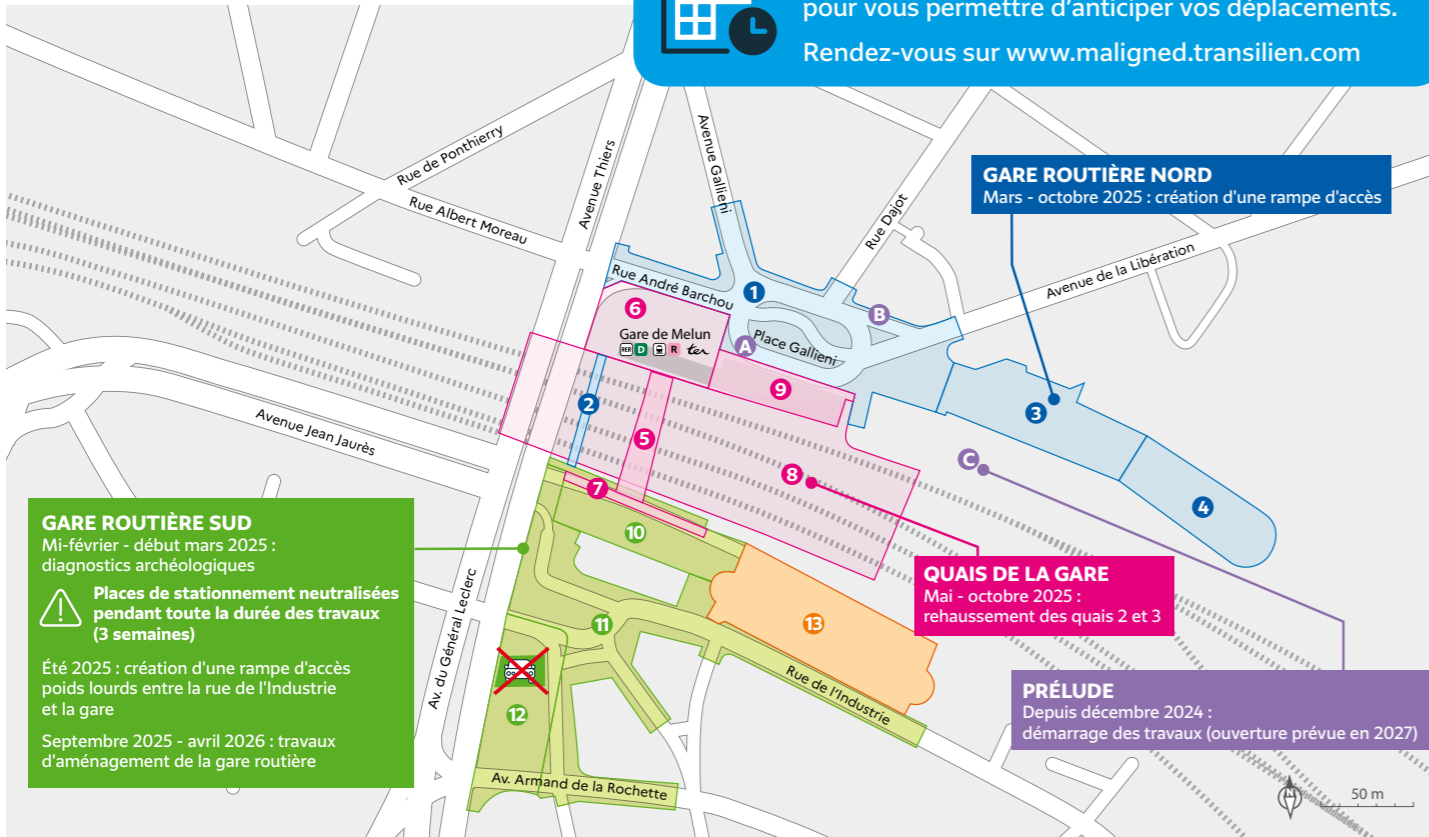 pour vous permettre d'anticiper vos déplacements.
Rendez-vous sur www.maligned.transilien.com
Rue de Ponthierry
Rue Albert Moreau
Avenue Thiers
Avenue Gallieni
Rue Dajot
GARE ROUTIÈRE NORD
Mars - octobre 2025 : création d'une rampe d'accès
Avenue de la Libération
Rue André Barchou
1
B
6
Gare de Melun
RER D R ter
A
Place Gallieni
9
2
3
5
Avenue Jean Jaurès
C
8
7
4
10
GARE ROUTIÈRE SUD
Mi-février - début mars 2025 :
diagnostics archéologiques
Places de stationnement neutralisées
pendant toute la durée des travaux
(3 semaines)
Été 2025 : création d'une rampe d'accès
poids lourds entre la rue de l'Industrie
et la gare
Septembre 2025 - avril 2026 : travaux
d'aménagement de la gare routière
Av. du Général Leclerc
11
13
12
QUAIS DE LA GARE
Mai - octobre 2025 :
rehaussement des quais 2 et 3
Rue de l'Industrie
PRÉLUDE
Depuis décembre 2024 :
démarrage des travaux (ouverture prévue en 2027)
Av. Armand de la Rochette
N
50 m